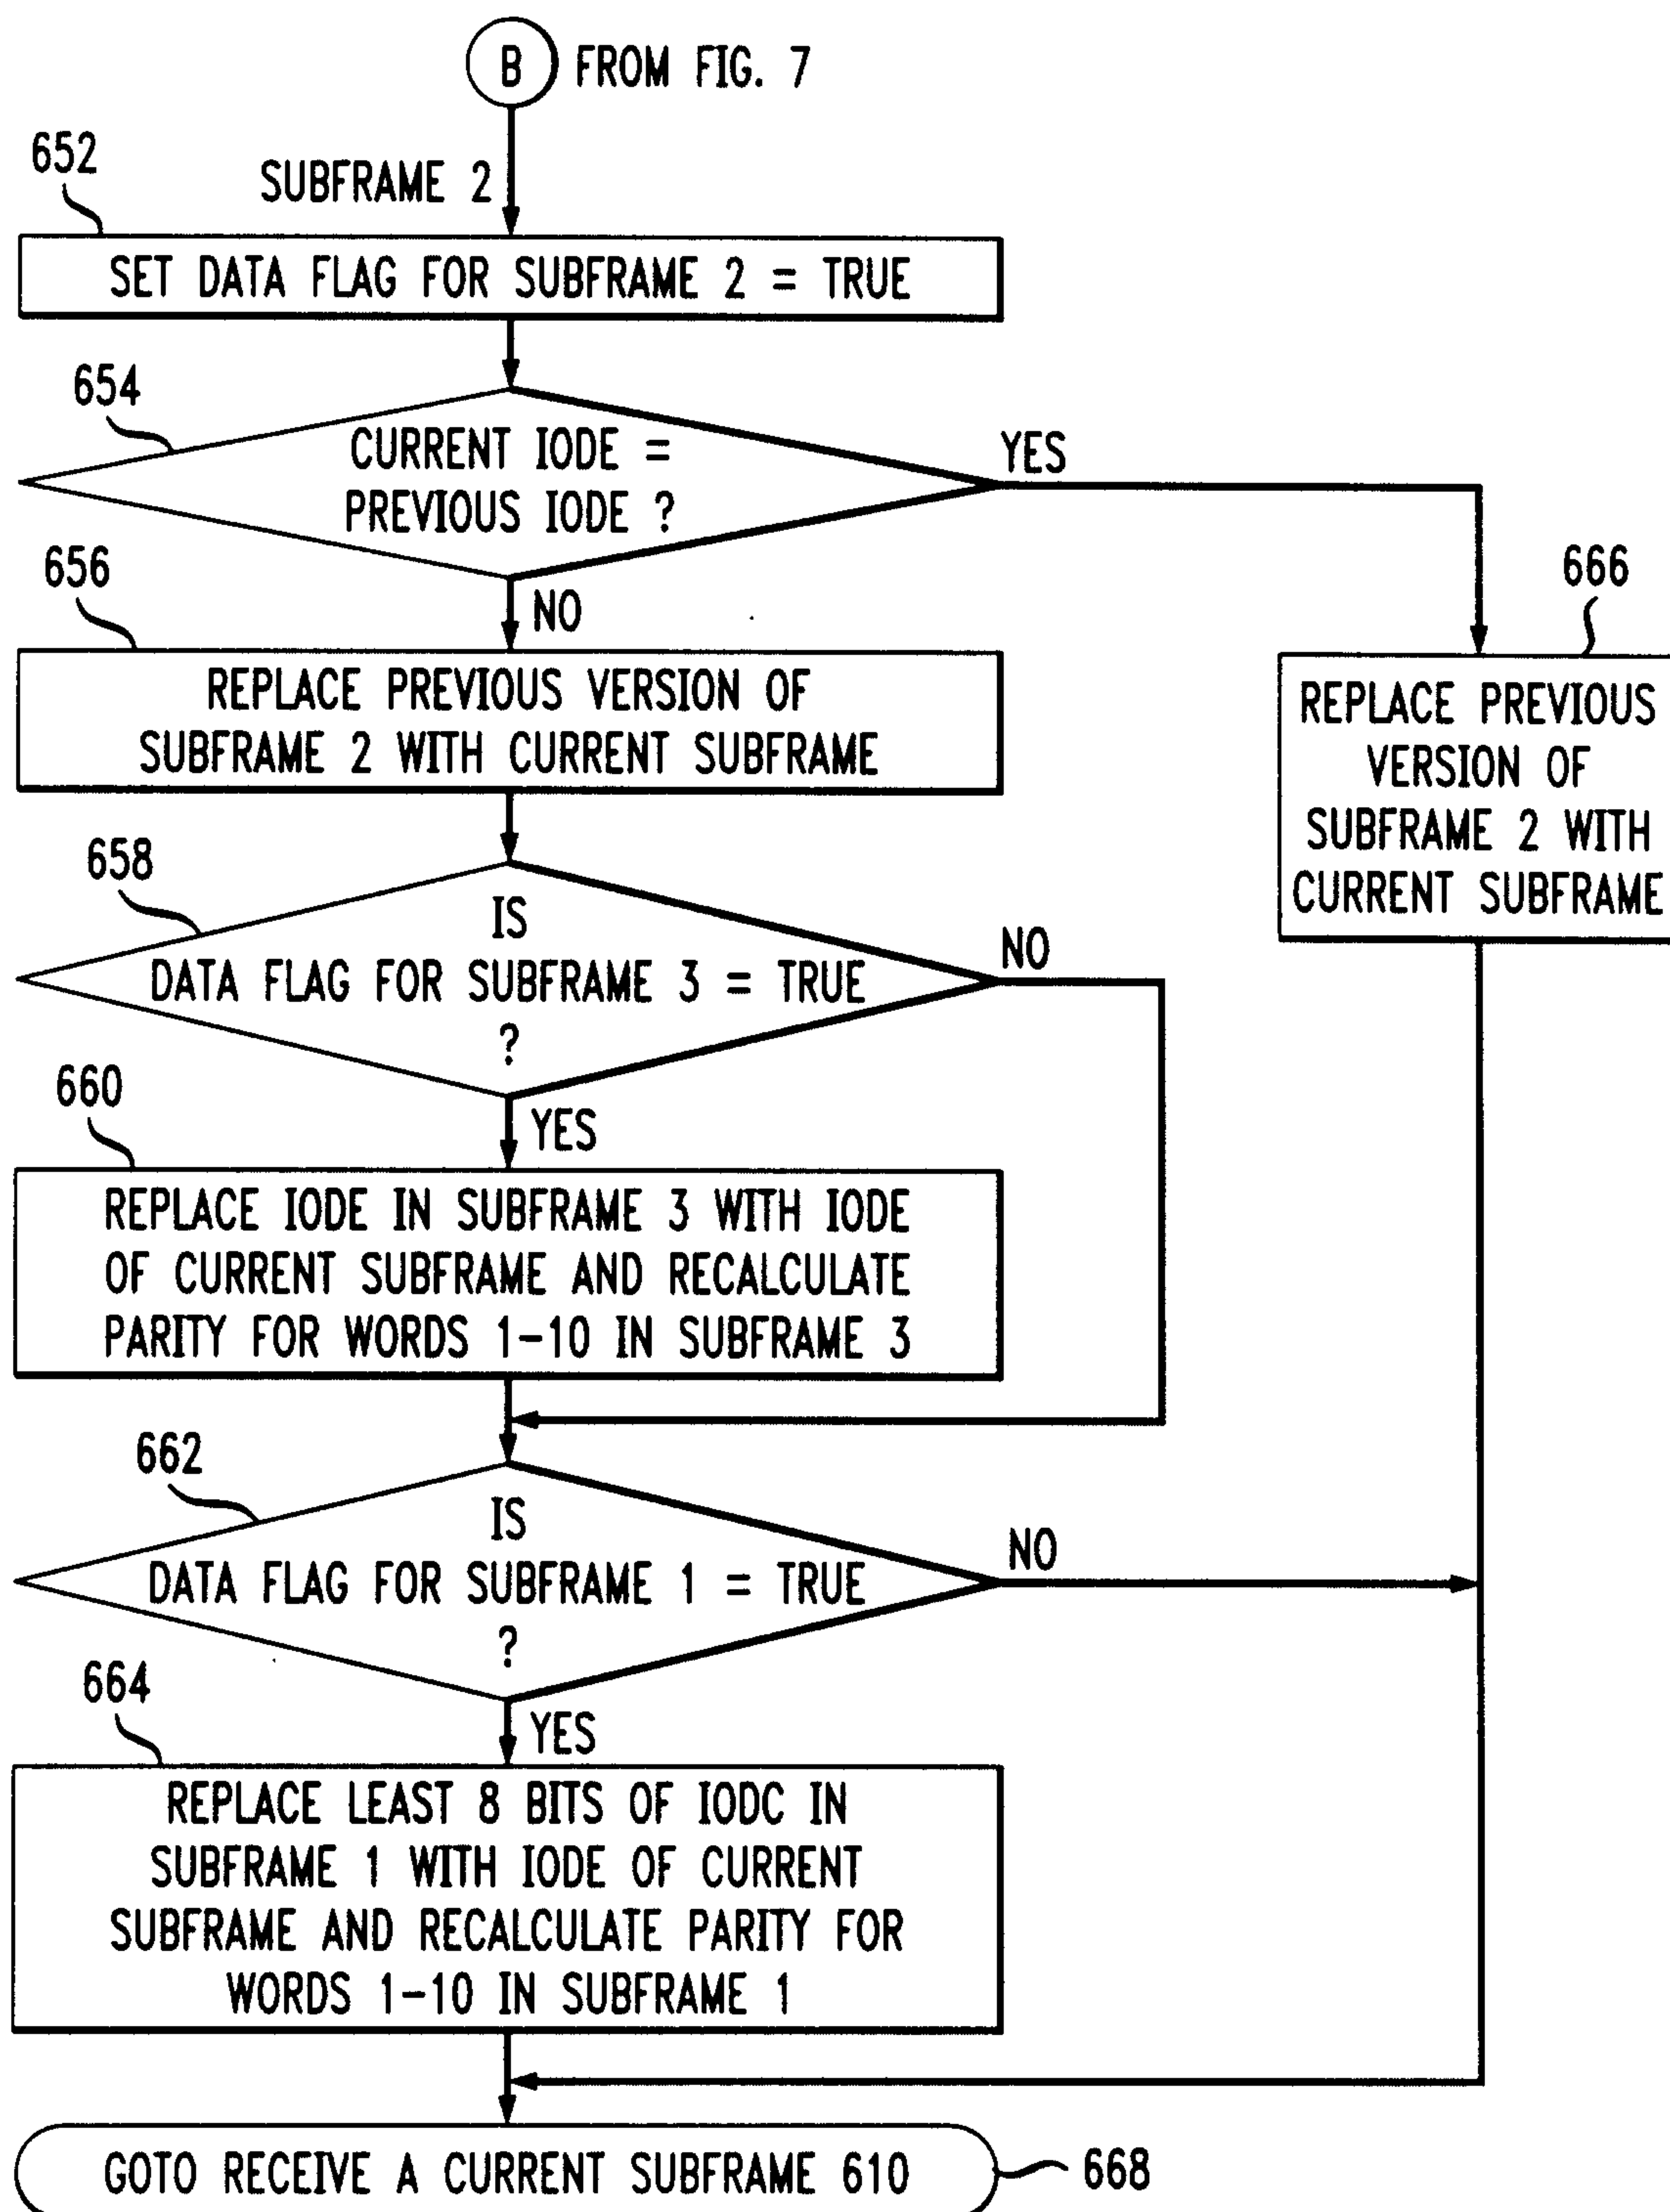 B FROM FIG. 7
652
SUBFRAME 2
SET DATA FLAG FOR SUBFRAME 2 = TRUE
654
CURRENT IODE =
PREVIOUS IODE ?
YES
NO
656
REPLACE PREVIOUS VERSION OF
SUBFRAME 2 WITH CURRENT SUBFRAME
666
REPLACE PREVIOUS
VERSION OF
SUBFRAME 2 WITH
CURRENT SUBFRAME
658
IS
DATA FLAG FOR SUBFRAME 3 = TRUE
?
NO
YES
660
REPLACE IODE IN SUBFRAME 3 WITH IODE
OF CURRENT SUBFRAME AND RECALCULATE
PARITY FOR WORDS 1-10 IN SUBFRAME 3
662
IS
DATA FLAG FOR SUBFRAME 1 = TRUE
?
NO
YES
664
REPLACE LEAST 8 BITS OF IODC IN
SUBFRAME 1 WITH IODE OF CURRENT
SUBFRAME AND RECALCULATE PARITY FOR
WORDS 1-10 IN SUBFRAME 1
GOTO RECEIVE A CURRENT SUBFRAME 610
668